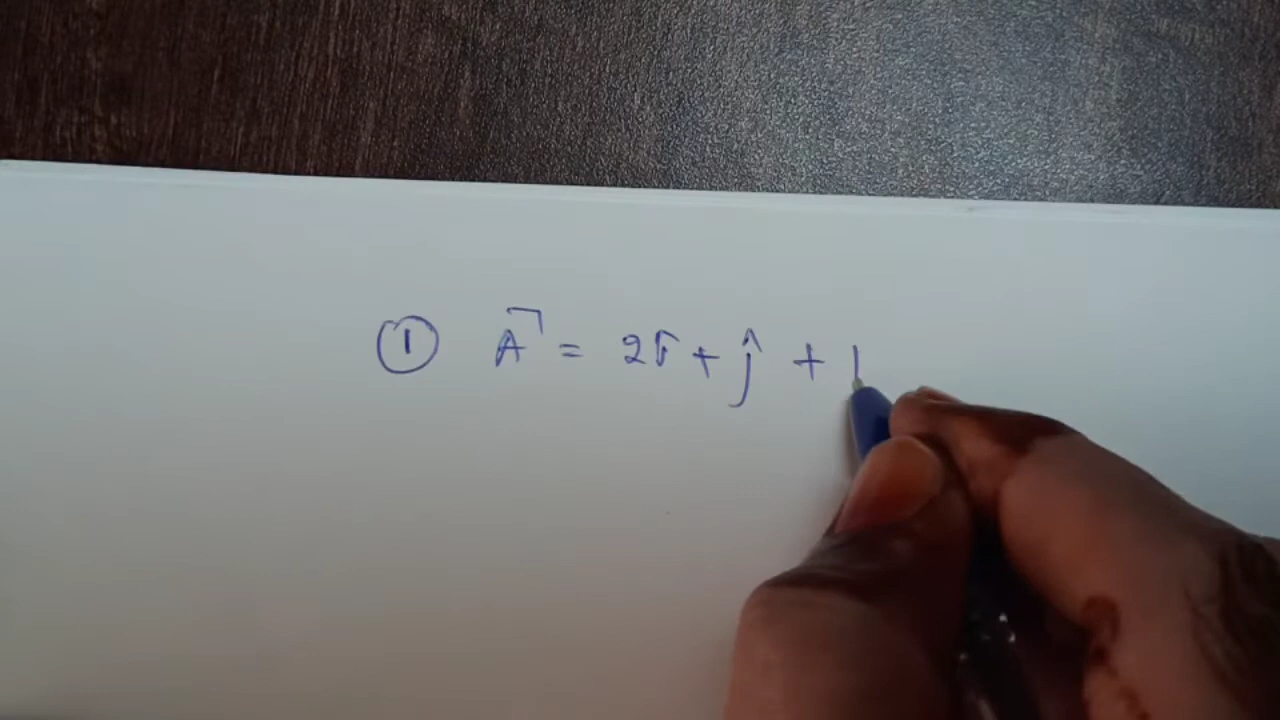 ① A⃗ = 2î + ĵ +